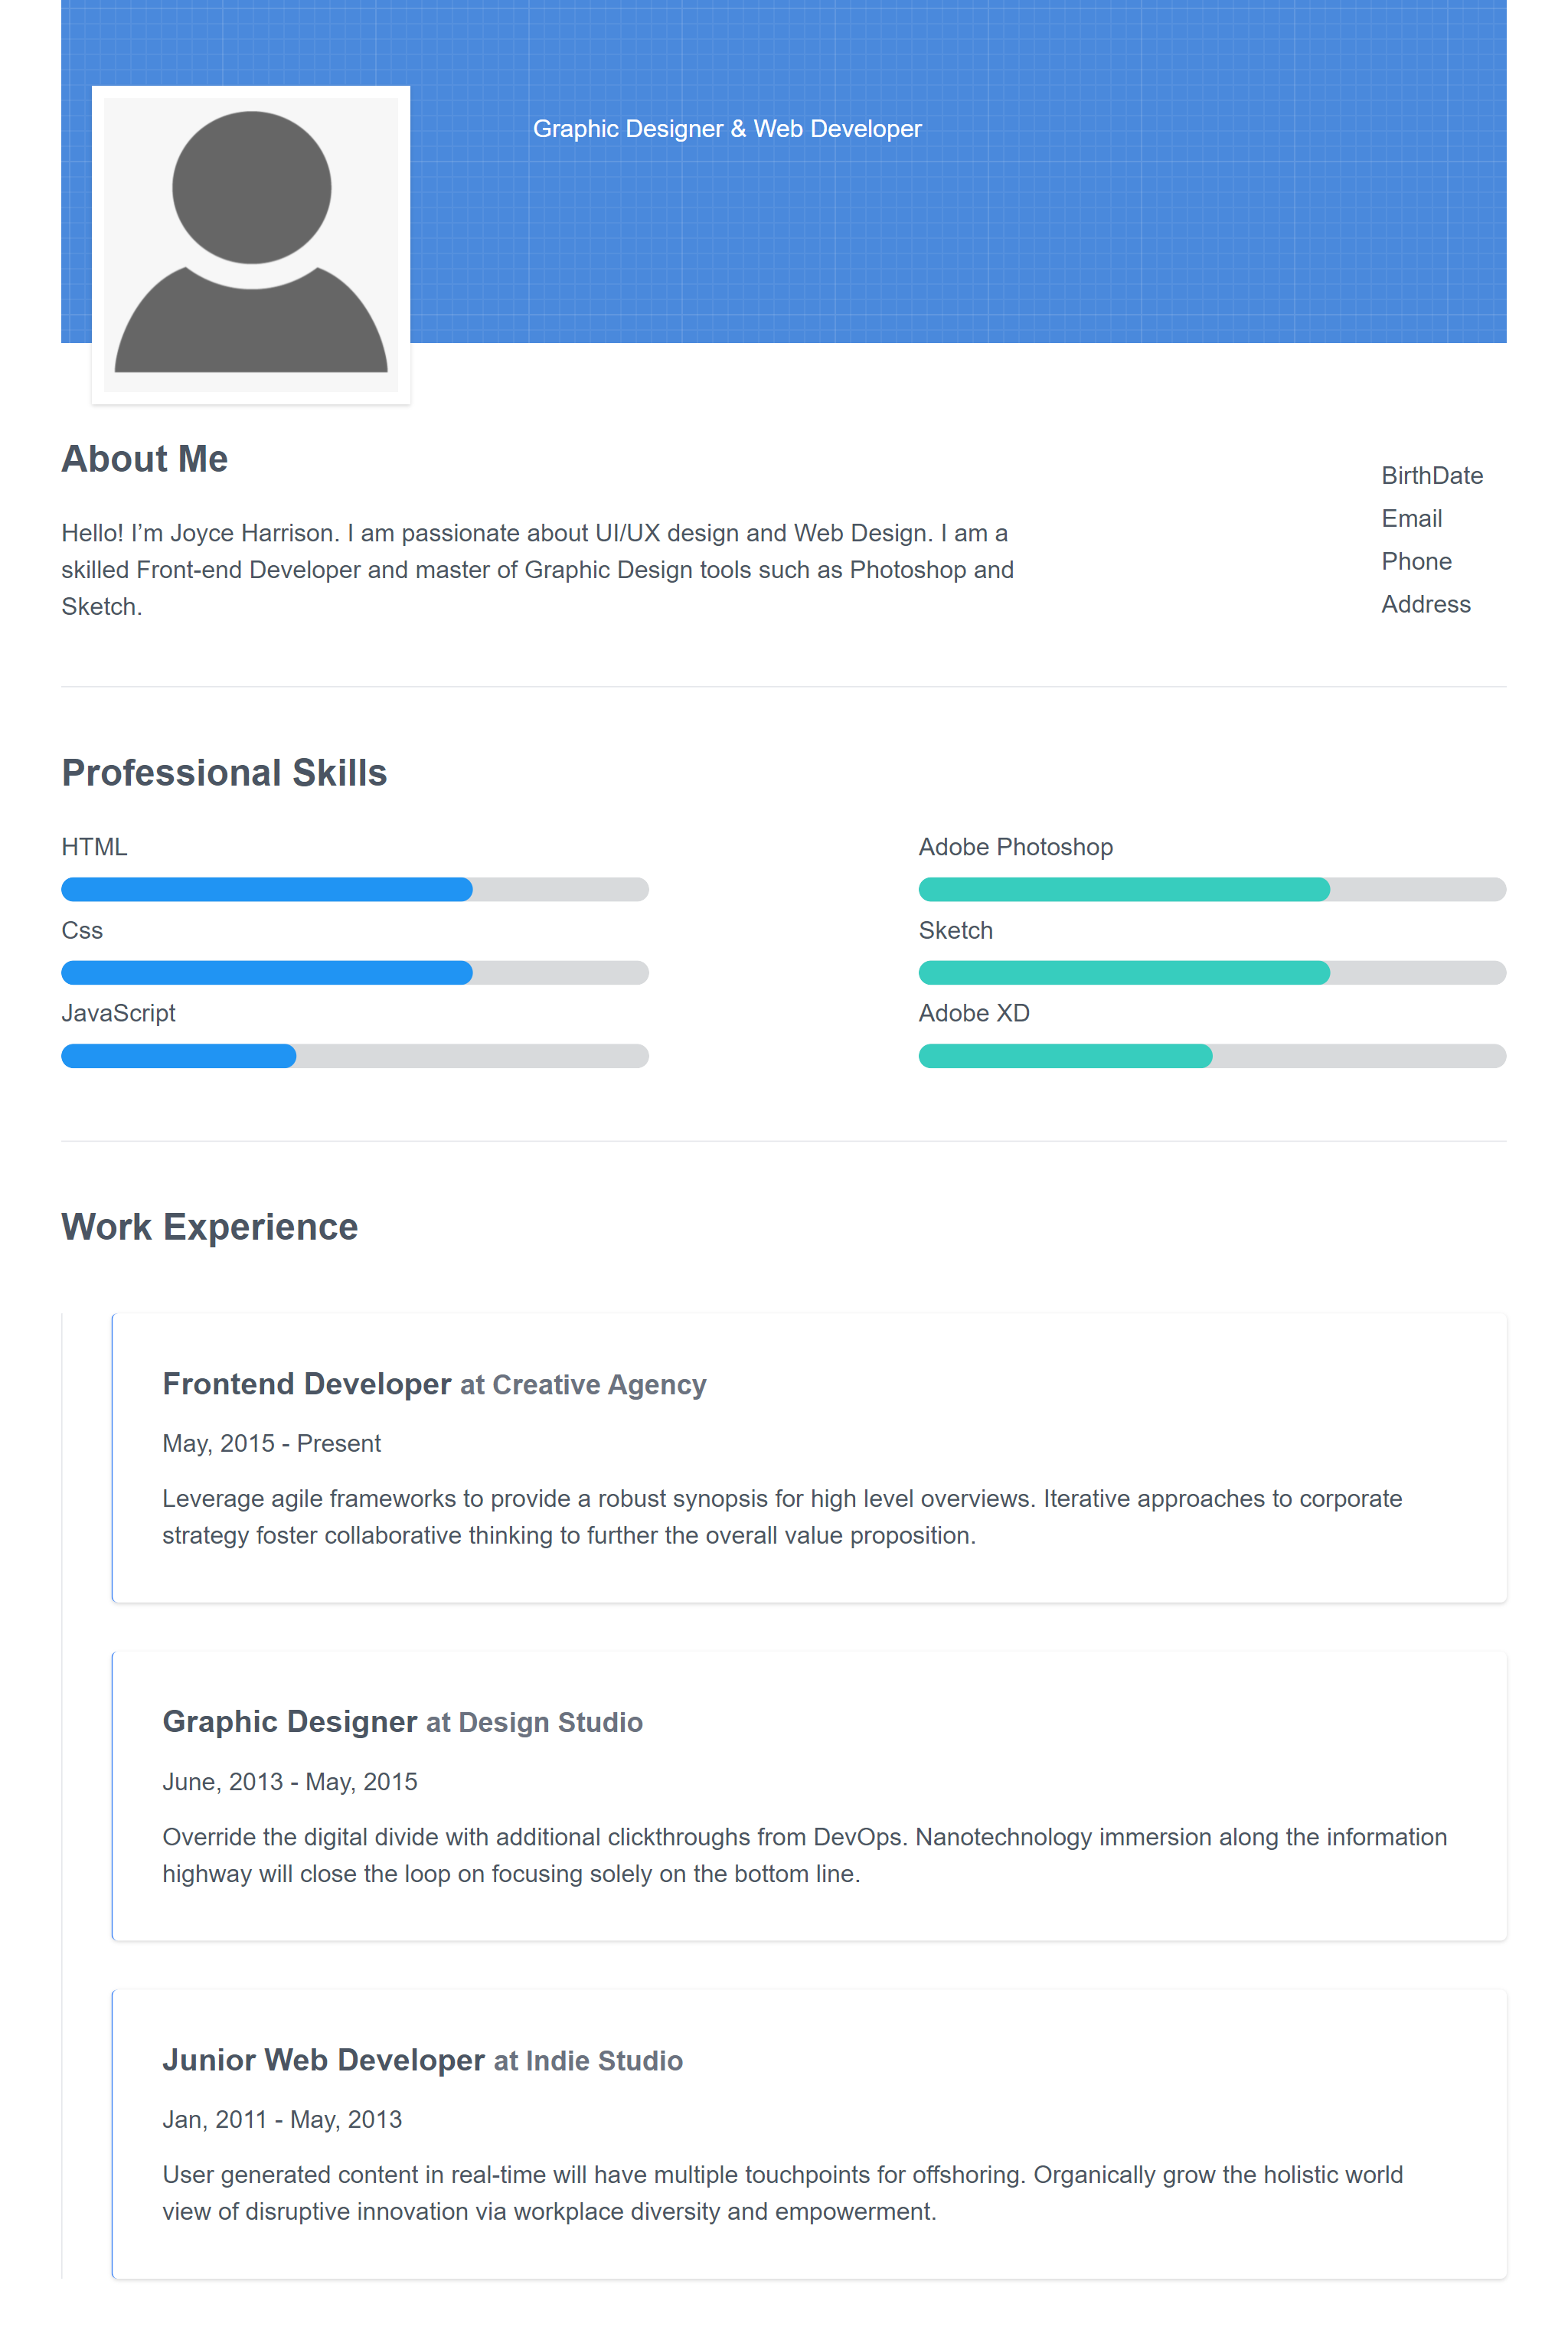 Graphic Designer & Web Developer
About Me
Hello! I’m Joyce Harrison. I am passionate about UI/UX design and Web Design. I am a
skilled Front-end Developer and master of Graphic Design tools such as Photoshop and
Sketch.
BirthDate
Email
Phone
Address
Professional Skills
HTML
Css
JavaScript
Adobe Photoshop
Sketch
Adobe XD
Work Experience
Frontend Developer at Creative Agency
May, 2015 - Present
Leverage agile frameworks to provide a robust synopsis for high level overviews. Iterative approaches to corporate
strategy foster collaborative thinking to further the overall value proposition.
Graphic Designer at Design Studio
June, 2013 - May, 2015
Override the digital divide with additional clickthroughs from DevOps. Nanotechnology immersion along the information
highway will close the loop on focusing solely on the bottom line.
Junior Web Developer at Indie Studio
Jan, 2011 - May, 2013
User generated content in real-time will have multiple touchpoints for offshoring. Organically grow the holistic world
view of disruptive innovation via workplace diversity and empowerment.